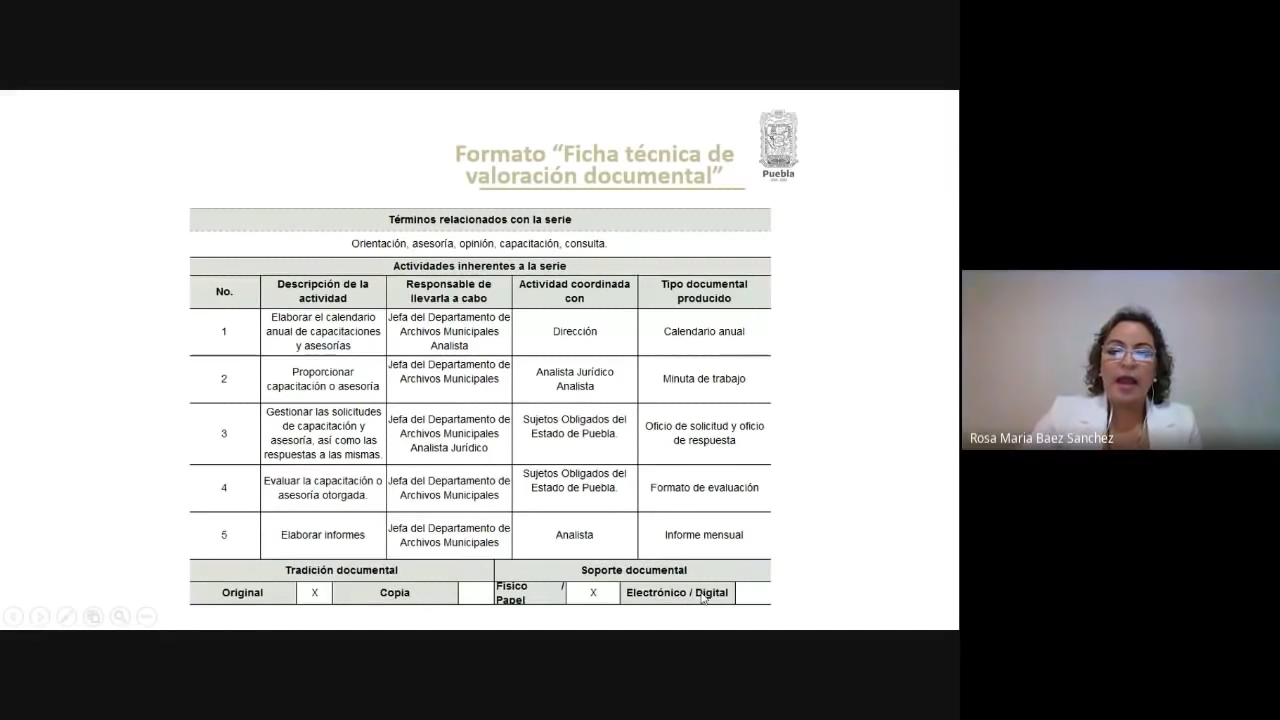 Formato “Ficha técnica de
valoración documental”
Puebla
Términos relacionados con la serie
Orientación, asesoría, opinión, capacitación, consulta.
Actividades inherentes a la serie
No.
Descripción de la
actividad
Responsable de
llevarla a cabo
Actividad coordinada
con
Tipo documental
producido
1
Elaborar el calendario
anual de capacitaciones
y asesorías
Jefa del Departamento de
Archivos Municipales
Analista
Dirección
Calendario anual
2
Proporcionar
capacitación o asesoría
Jefa del Departamento de
Archivos Municipales
Analista Jurídico
Analista
Minuta de trabajo
3
Gestionar las solicitudes
de capacitación y
asesoría, así como las
respuestas a las mismas.
Jefa del Departamento de
Archivos Municipales
Analista Jurídico
Sujetos Obligados del
Estado de Puebla.
Oficio de solicitud y oficio
de respuesta
4
Evaluar la capacitación o
asesoría otorgada.
Jefa del Departamento de
Archivos Municipales
Sujetos Obligados del
Estado de Puebla.
Formato de evaluación
5
Elaborar informes
Jefa del Departamento de
Archivos Municipales
Analista
Informe mensual
Tradición documental
Soporte documental
Original
X
Copia
Físico /
Papel
X
Electrónico / Digital
Rosa Maria Báez Sánchez